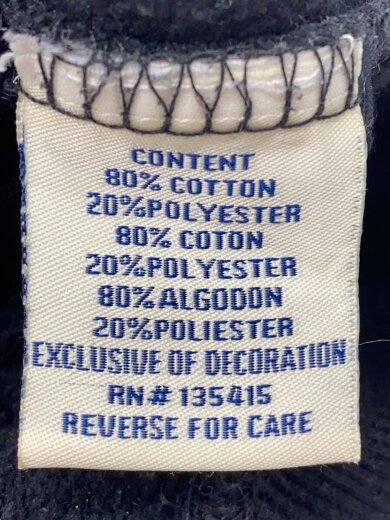 CONTENT
80% COTTON
20%POLYESTER
80% COTON
20%POLYESTER
80%ALGODON
20%POLIESTER
EXCLUSIVE OF DECORATION
RN# 135415
REVERSE FOR CARE